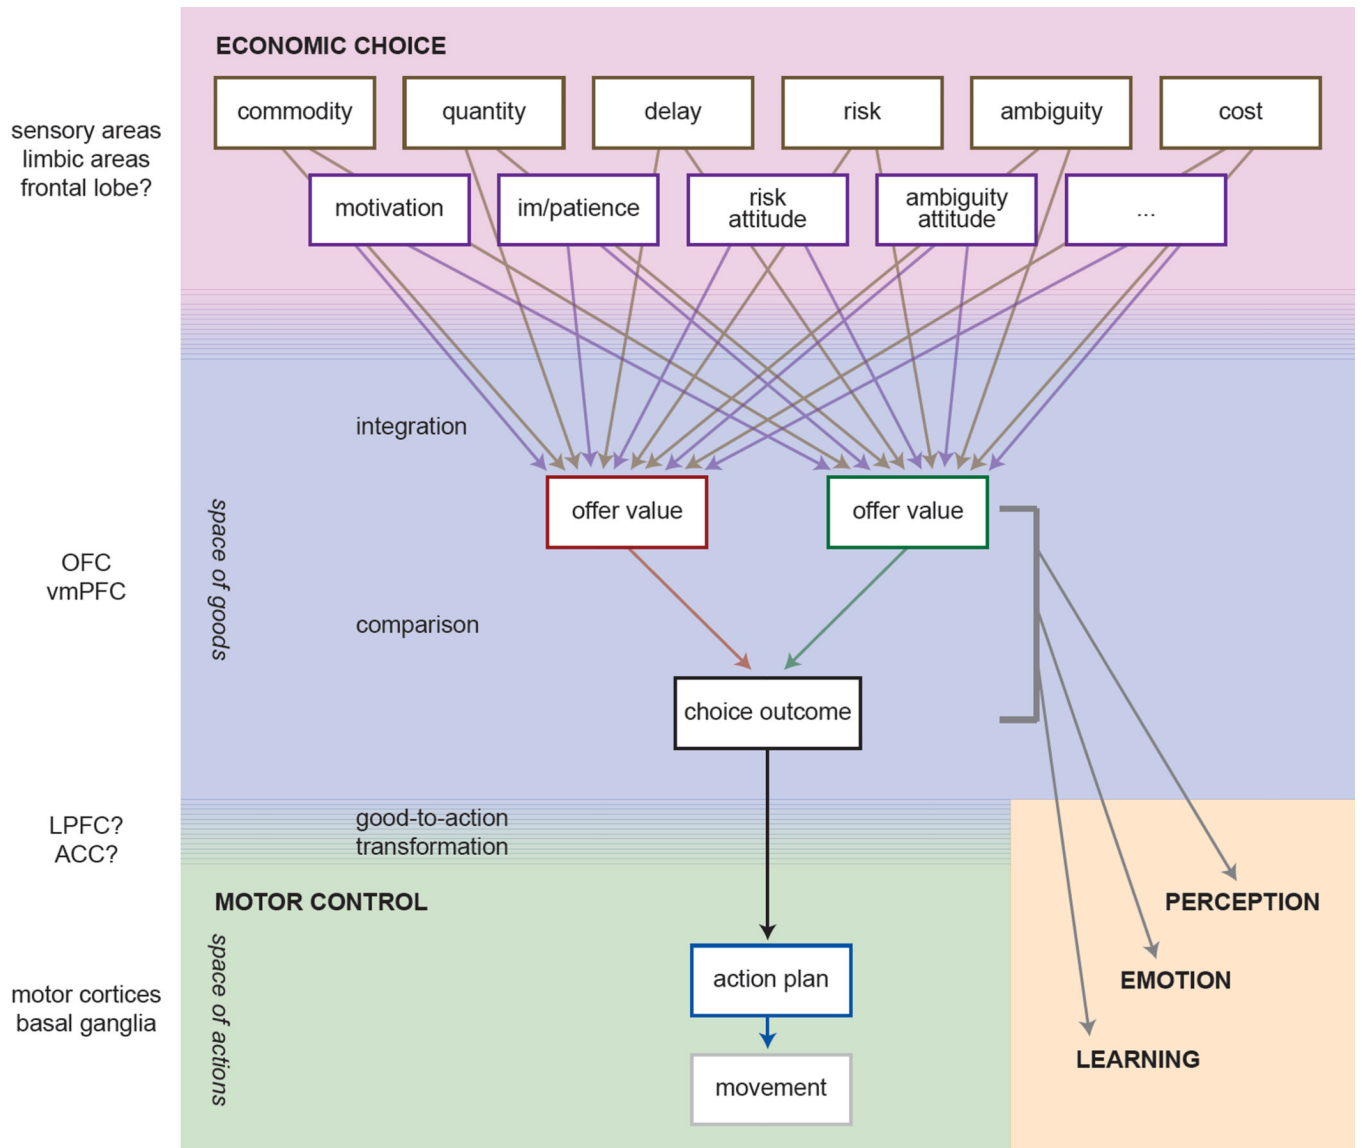 ECONOMIC CHOICE
commodity
quantity
delay
risk
ambiguity
cost
sensory areas
limbic areas
frontal lobe?
motivation
im/patience
risk
attitude
ambiguity
attitude
...
integration
offer value
offer value
space of goods
OFC
vmPFC
comparison
choice outcome
LPFC?
ACC?
good-to-action
transformation
MOTOR CONTROL
PERCEPTION
space of actions
action plan
EMOTION
motor cortices
basal ganglia
LEARNING
movement